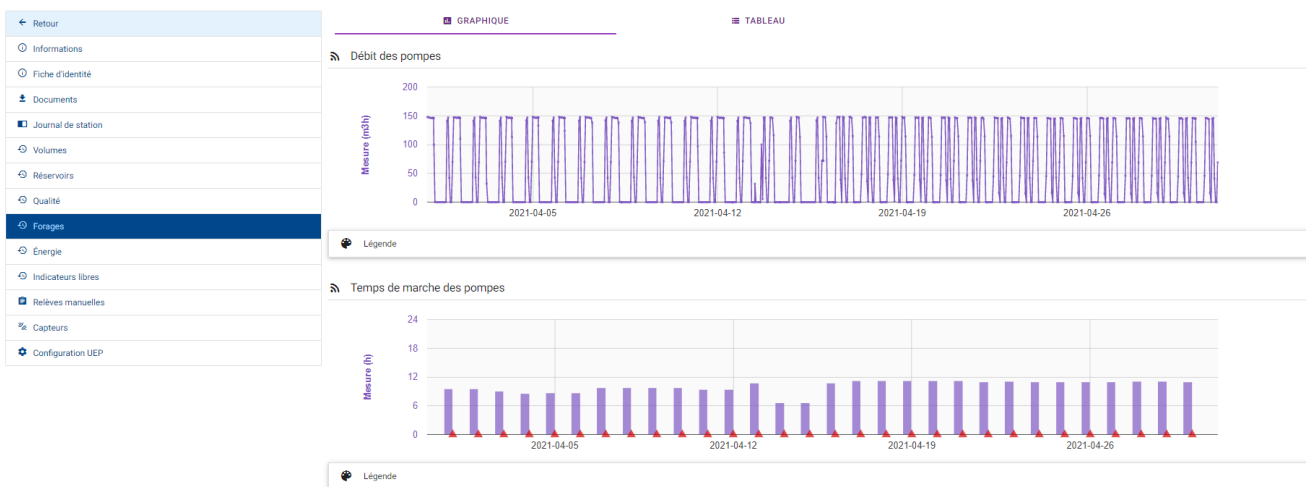 Retour
Informations
Fiche d'identité
Documents
Journal de station
Volumes
Réservoirs
Qualité
Forages
Énergie
Indicateurs libres
Relèves manuelles
Capteurs
Configuration UEP
GRAPHIQUE TABLEAU
Débit des pompes
Mesure (m3h)
200
150
100
50
0
2021-04-05 2021-04-12 2021-04-19 2021-04-26
Légende
Temps de marche des pompes
Mesure (h)
24
18
12
6
0
2021-04-05 2021-04-12 2021-04-19 2021-04-26
Légende